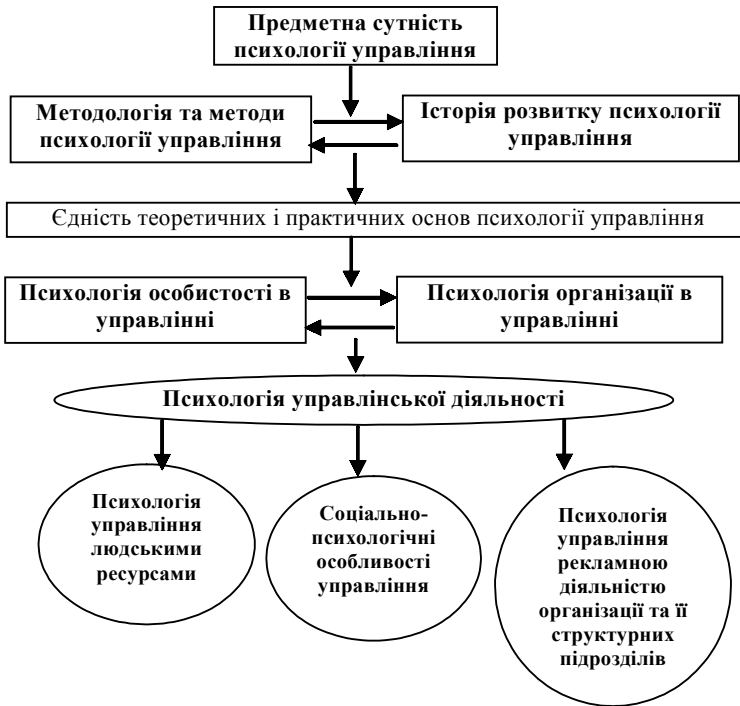 Предметна сутність
психології управління
Методологія та методи
психології управління
Історія розвитку психології
управління
Єдність теоретичних і практичних основ психології управління
Психологія особистості в
управлінні
Психологія організації в
управлінні
Психологія управлінської діяльності
Психологія
управління
людськими
ресурсами
Соціально-
психологічні
особливості
управління
Психологія
управління
рекламною
діяльністю
організації та її
структурних
підрозділів